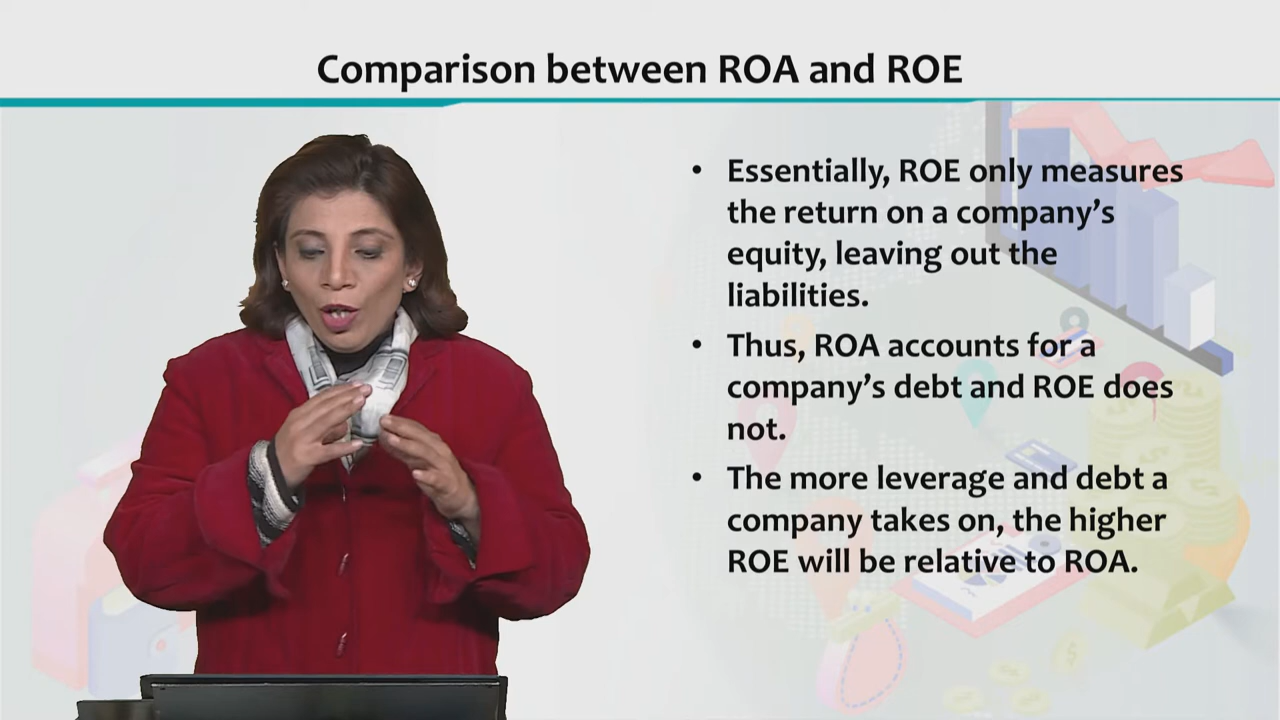 Comparison between ROA and ROE
• Essentially, ROE only measures
the return on a company's
equity, leaving out the
liabilities.
• Thus, ROA accounts for a
company's debt and ROE does
not.
• The more leverage and debt a
company takes on, the higher
ROE will be relative to ROA.